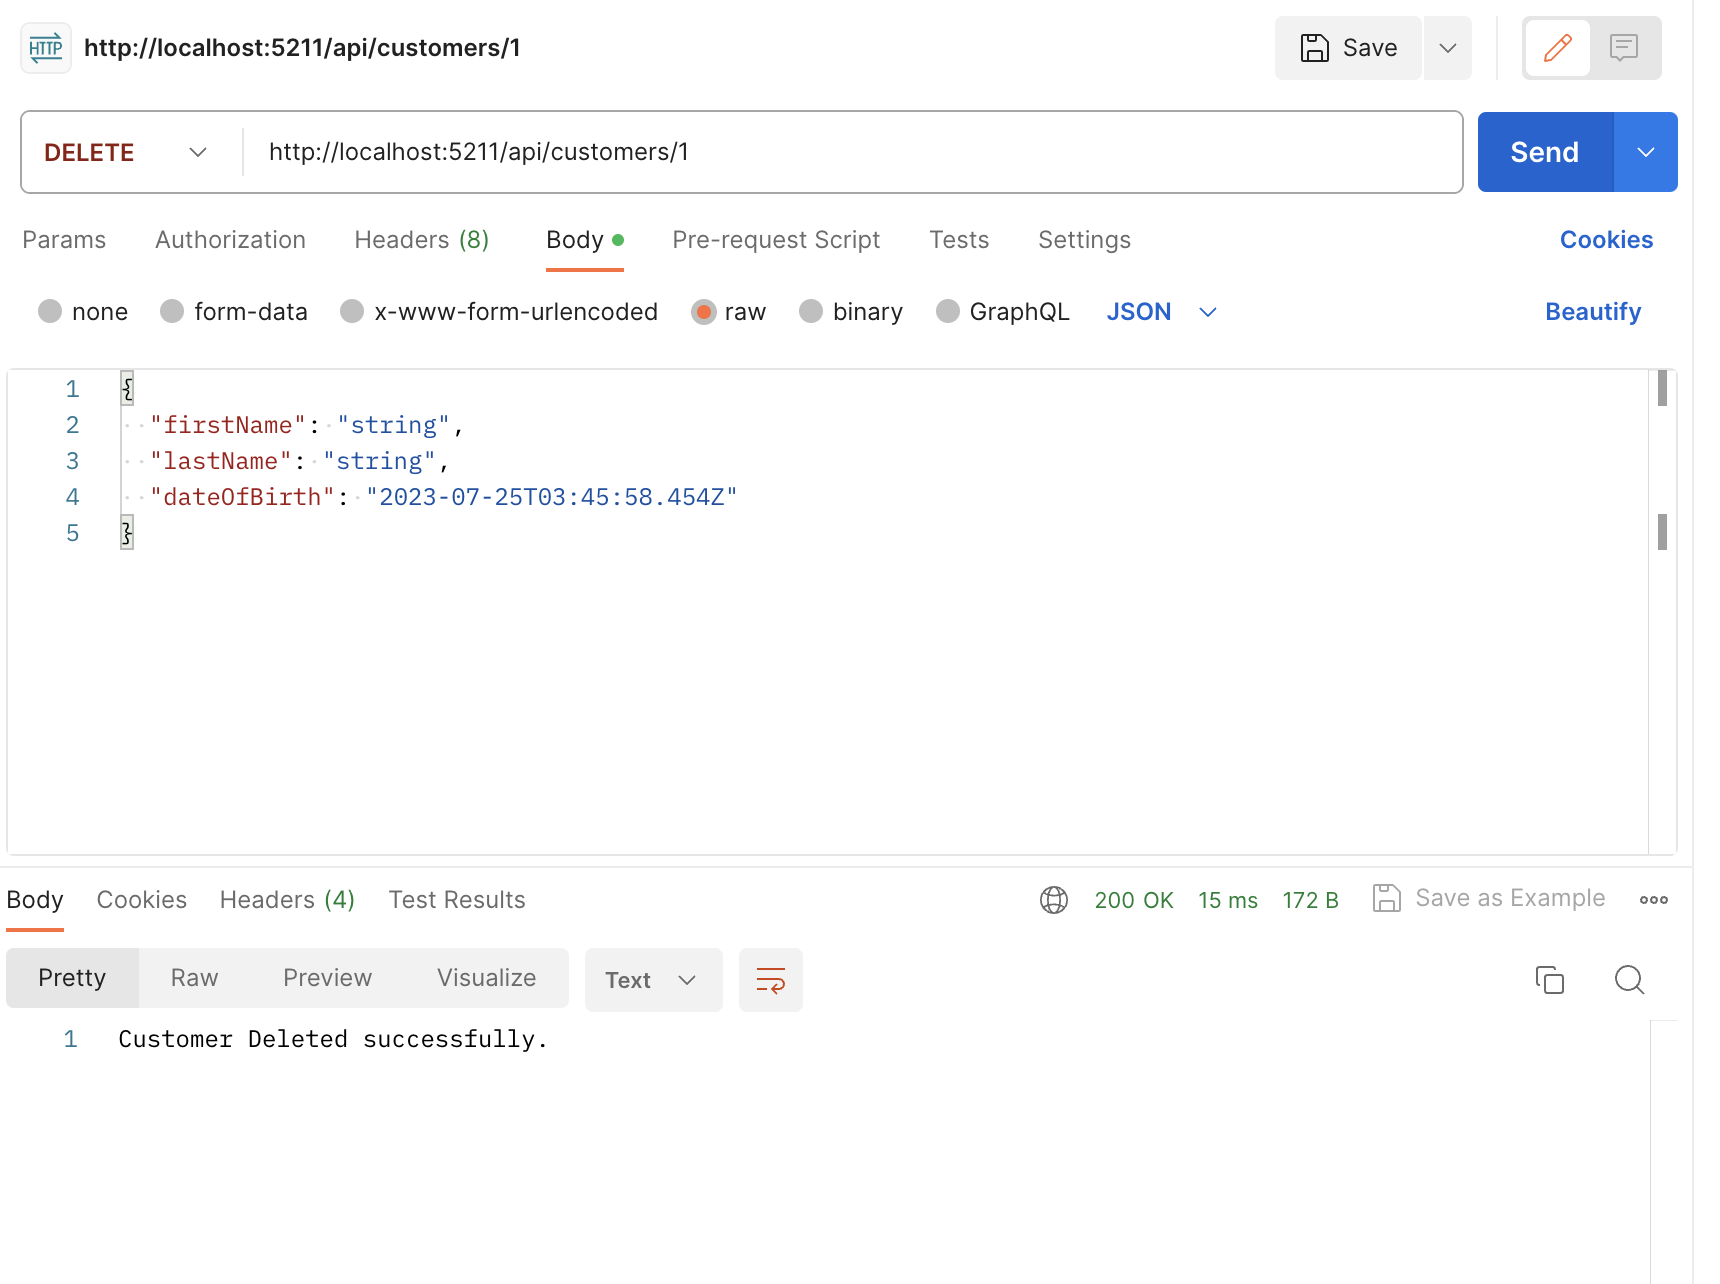 HTTP http://localhost:5211/api/customers/1 Save
DELETE http://localhost:5211/api/customers/1 Send
Params Authorization Headers (8) Body Pre-request Script Tests Settings Cookies
none form-data x-www-form-urlencoded raw binary GraphQL JSON Beautify
1 {
2 "firstName": "string",
3 "lastName": "string",
4 "dateOfBirth": "2023-07-25T03:45:58.454Z"
5 }
Body Cookies Headers (4) Test Results 200 OK 15 ms 172 B Save as Example
Pretty Raw Preview Visualize Text
1 Customer Deleted successfully.